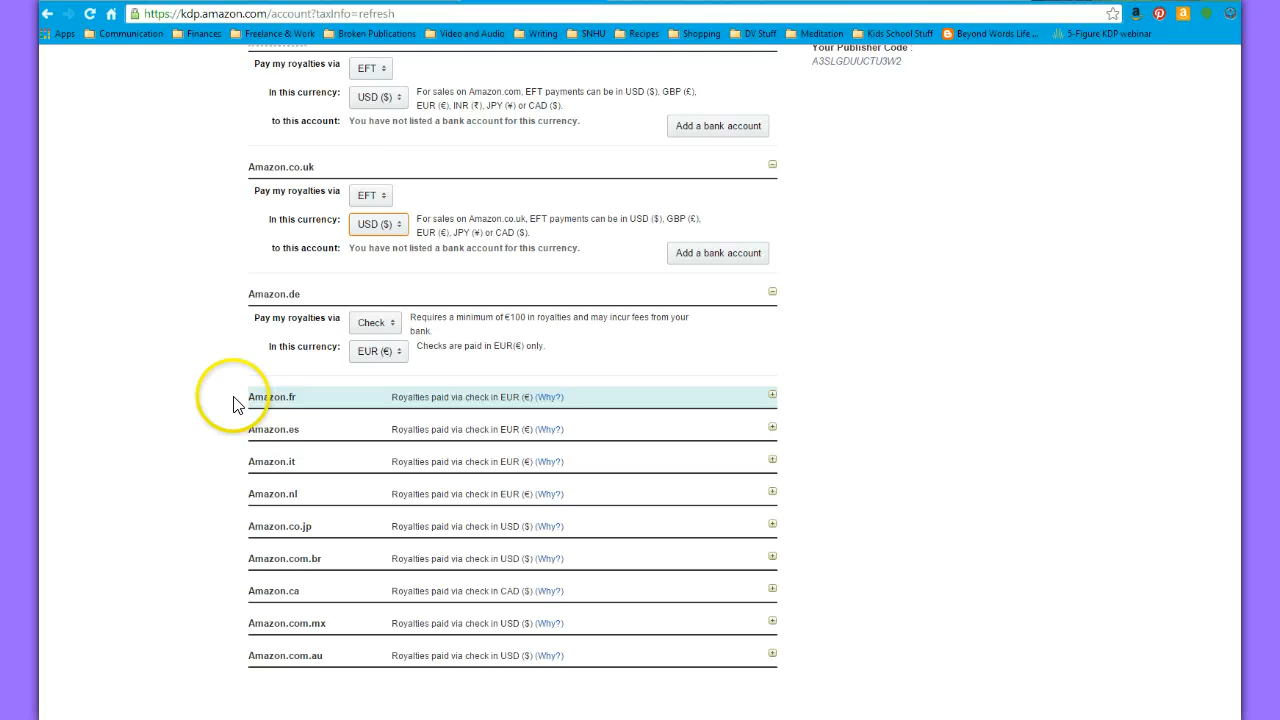 https://kdp.amazon.com/account?taxInfo=refresh
Apps Communication Finances Freelance & Work Broken Publications Video and Audio Writing SNHU Recipes Shopping DV Stuff Meditation Kids School Stuff Beyond Words Life ... 5-Figure KDP webinar
Your Publisher Code :
A3SLGDUUCTU3W2
Pay my royalties via EFT
In this currency: USD ($) For sales on Amazon.com, EFT payments can be in USD ($), GBP (£),
EUR (€), INR (₹), JPY (¥) or CAD ($).
to this account: You have not listed a bank account for this currency.
Add a bank account
Amazon.co.uk
Pay my royalties via EFT
In this currency: USD ($) For sales on Amazon.co.uk, EFT payments can be in USD ($), GBP (£),
EUR (€), JPY (¥) or CAD ($).
to this account: You have not listed a bank account for this currency.
Add a bank account
Amazon.de
Pay my royalties via Check Requires a minimum of €100 in royalties and may incur fees from your
bank.
In this currency: EUR (€) Checks are paid in EUR(€) only.
Amazon.fr Royalties paid via check in EUR (€) (Why?)
Amazon.es Royalties paid via check in EUR (€) (Why?)
Amazon.it Royalties paid via check in EUR (€) (Why?)
Amazon.nl Royalties paid via check in EUR (€) (Why?)
Amazon.co.jp Royalties paid via check in USD ($) (Why?)
Amazon.com.br Royalties paid via check in USD ($) (Why?)
Amazon.ca Royalties paid via check in CAD ($) (Why?)
Amazon.com.mx Royalties paid via check in USD ($) (Why?)
Amazon.com.au Royalties paid via check in USD ($) (Why?)